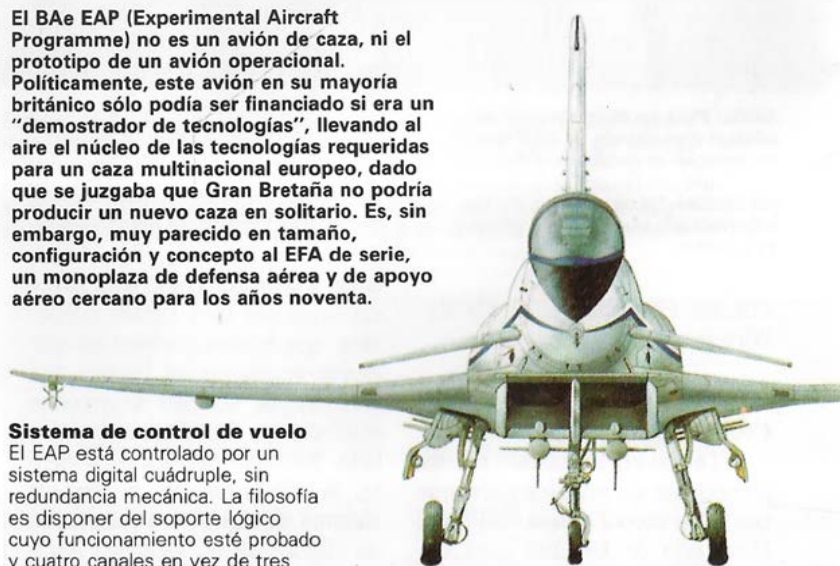 El BAe EAP (Experimental Aircraft
Programme) no es un avión de caza, ni el
prototipo de un avión operacional.
Políticamente, este avión en su mayoría
británico sólo podía ser financiado si era un
"demostrador de tecnologías", llevando al
aire el núcleo de las tecnologías requeridas
para un caza multinacional europeo, dado
que se juzgaba que Gran Bretaña no podría
producir un nuevo caza en solitario. Es, sin
embargo, muy parecido en tamaño,
configuración y concepto al EFA de serie,
un monoplaza de defensa aérea y de apoyo
aéreo cercano para los años noventa.
Sistema de control de vuelo
El EAP está controlado por un
sistema digital cuádruple, sin
redundancia mecánica. La filosofía
es disponer del soporte lógico
cuyo funcionamiento esté probado
y cuatro canales en vez de tres